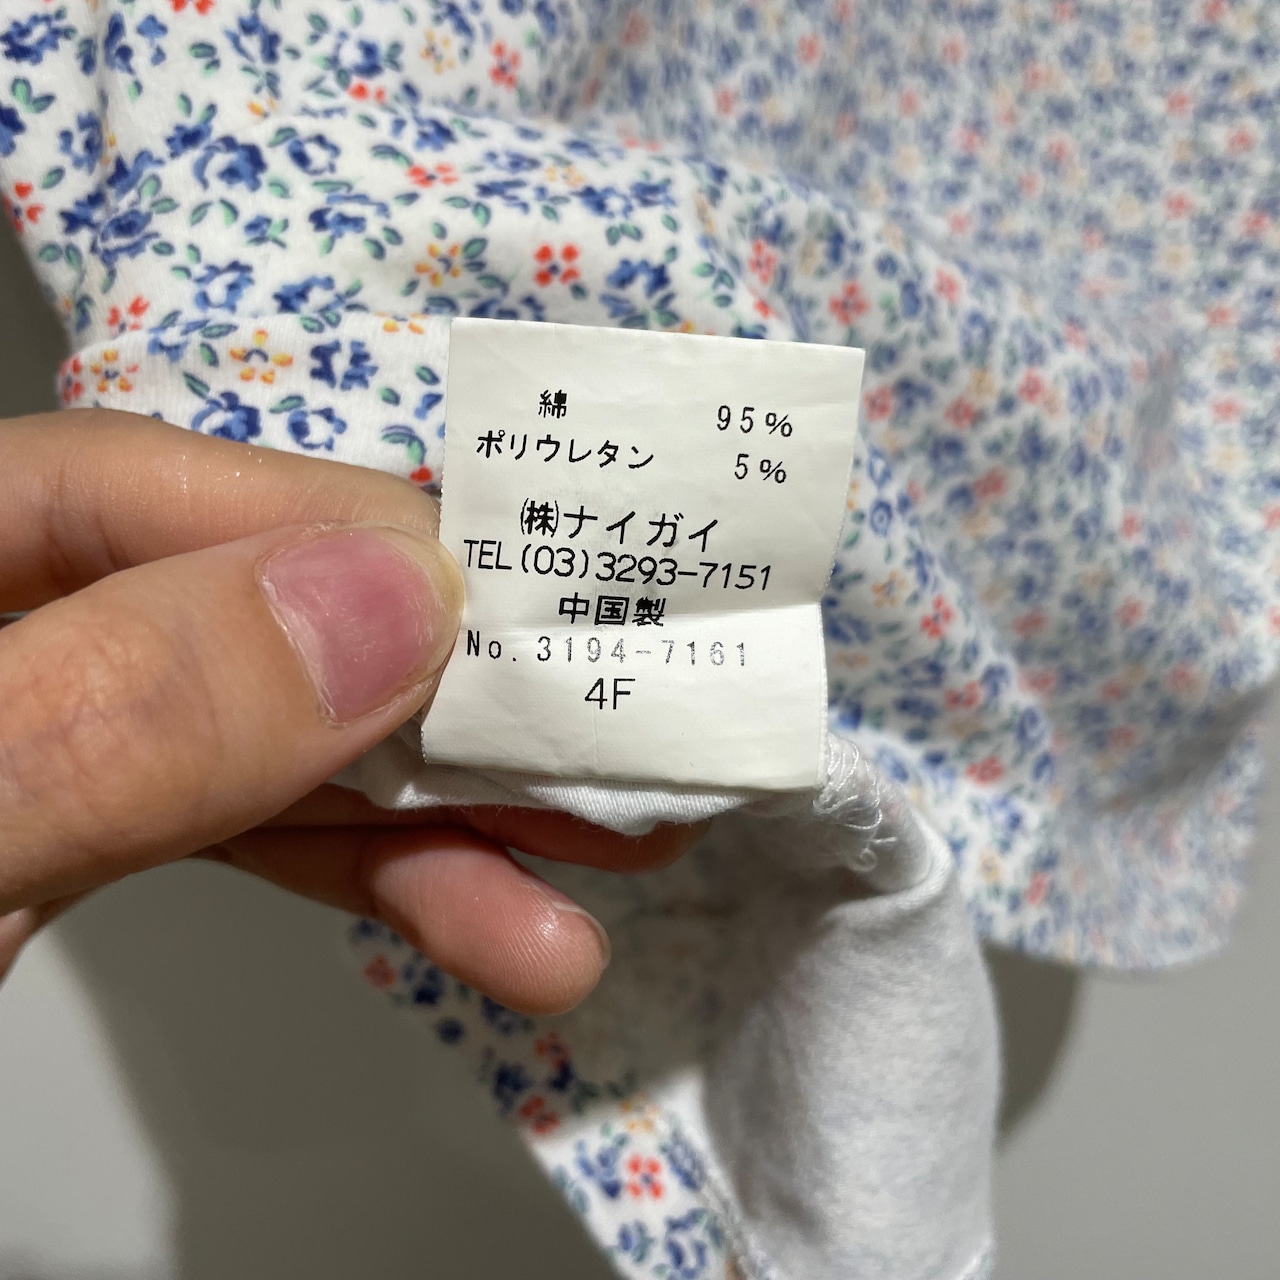 綿 95%
ポリウレタン 5%
㈱ナイガイ
TEL(03)3293-7151
中国製
No. 3194-7161
4F